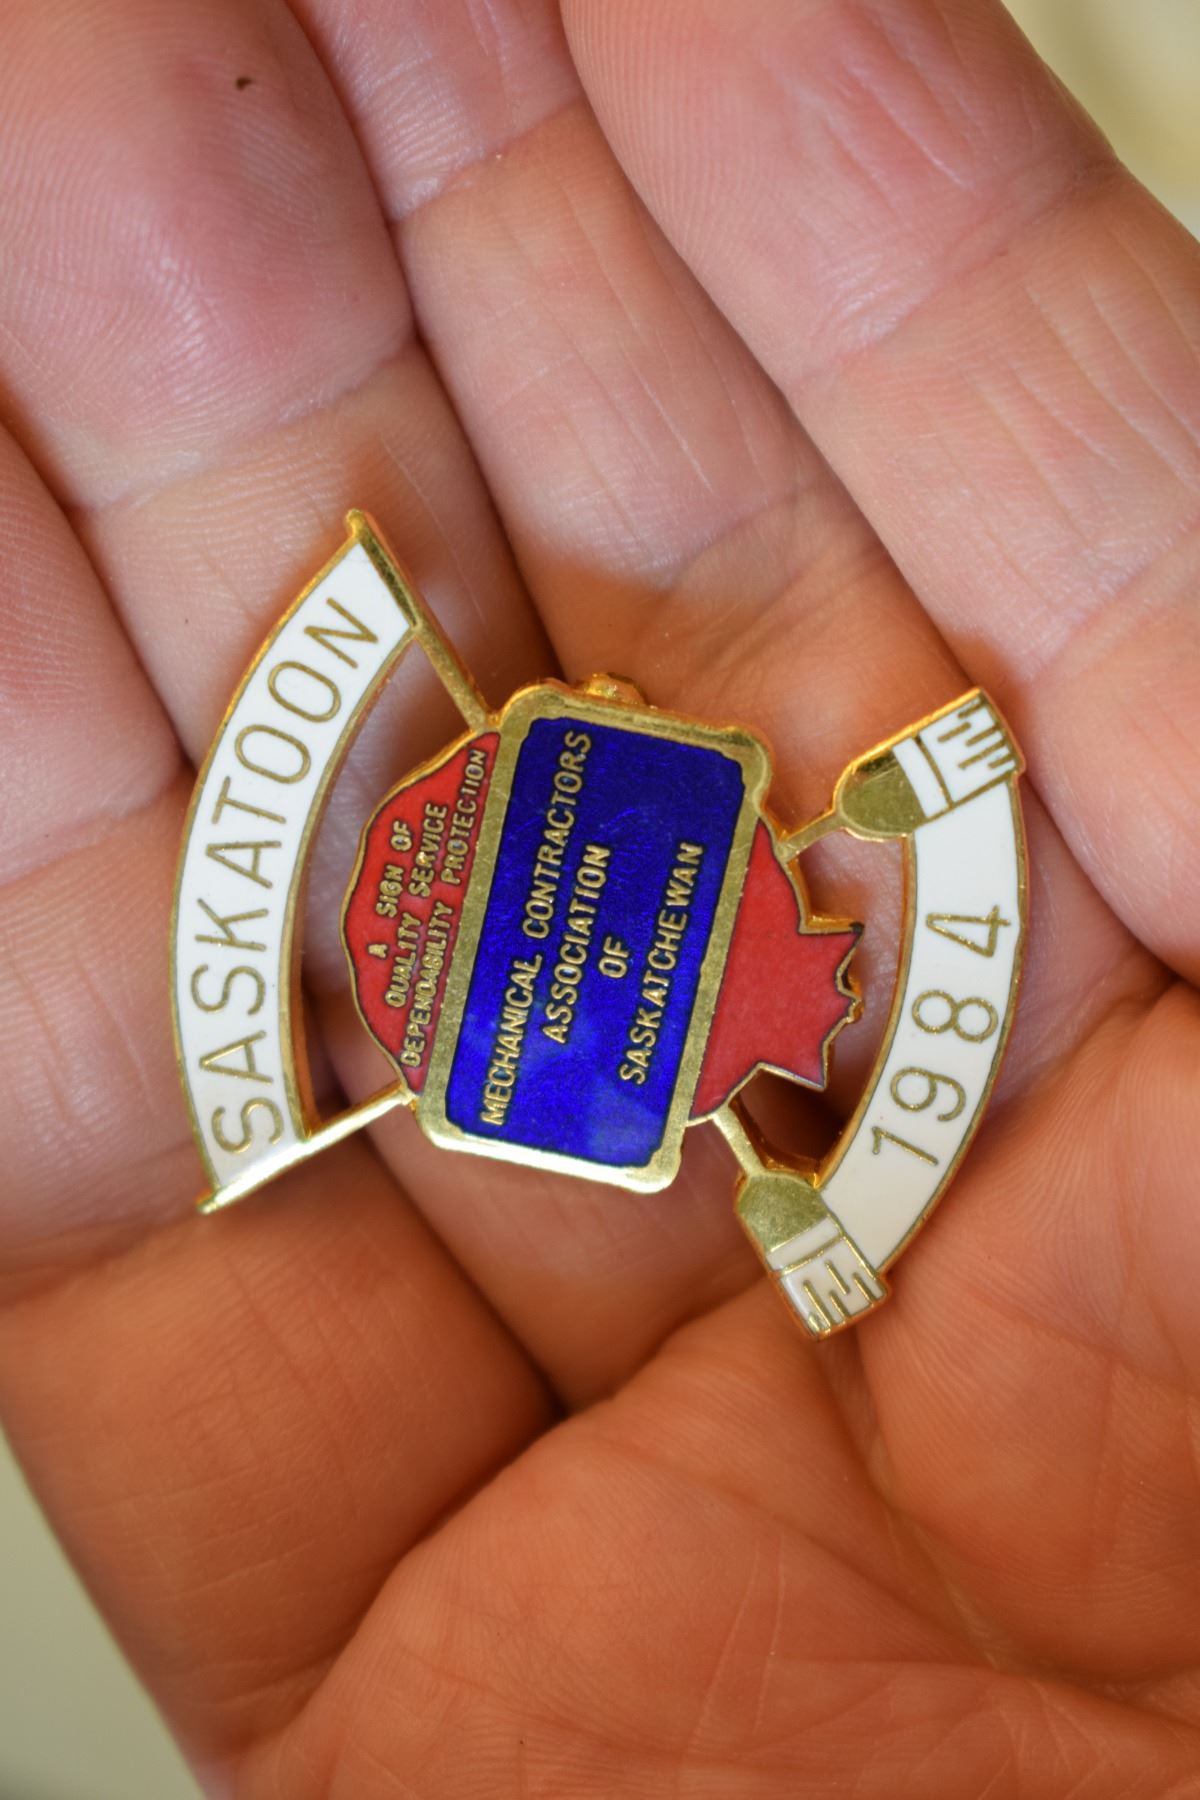 SASKATOON
A
SIGN OF
QUALITY SERVICE
DEPENDABILITY PROTECTION
MECHANICAL CONTRACTORS
ASSOCIATION
OF
SASKATCHEWAN
1984